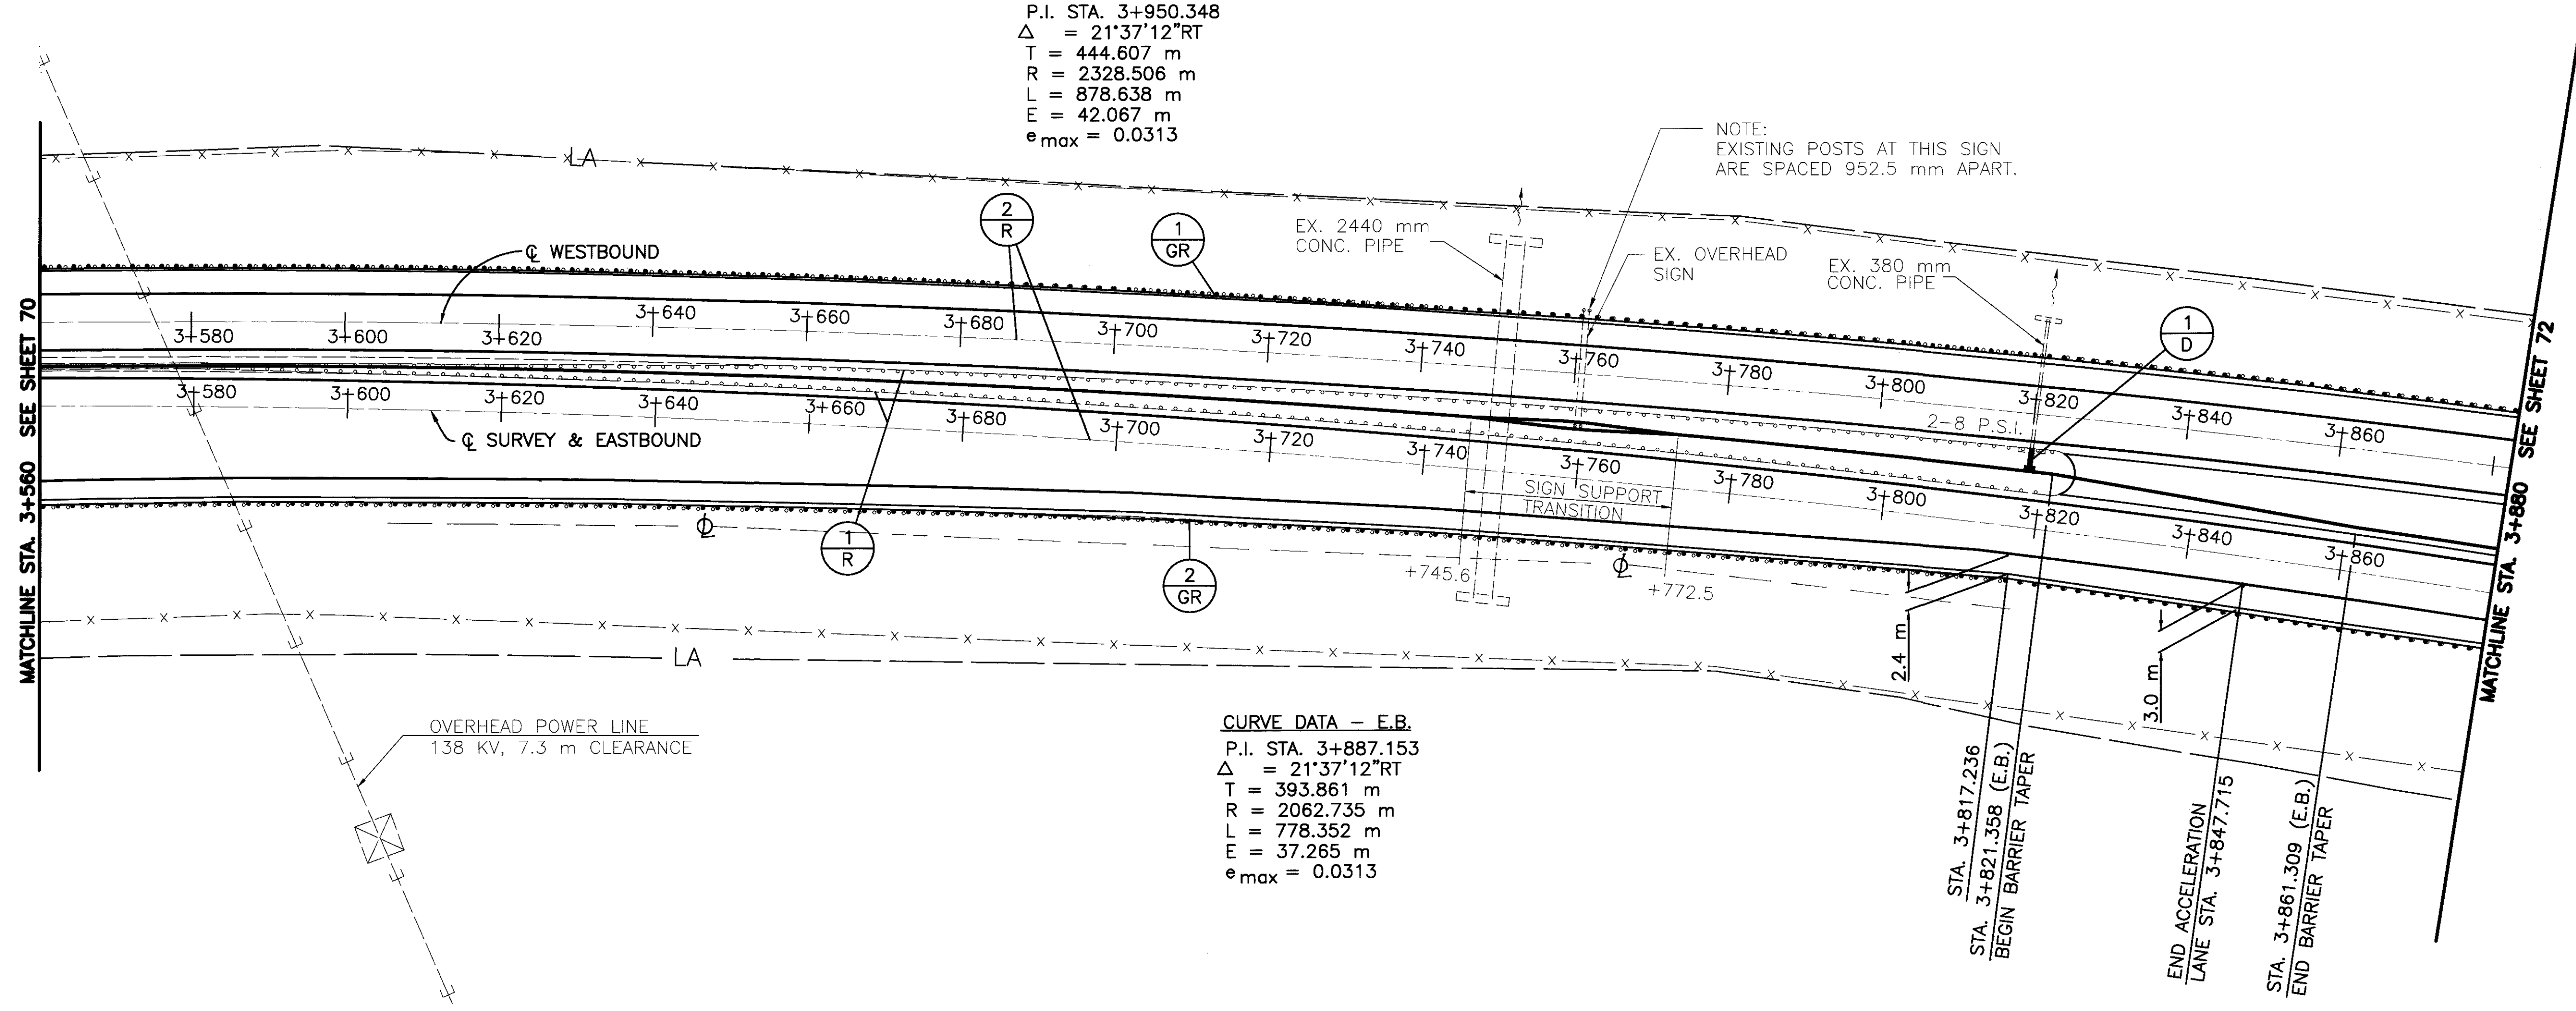 P.I. STA. 3+950.348
Δ = 21°37'12"RT
T = 444.607 m
R = 2328.506 m
L = 878.638 m
E = 42.067 m
e max = 0.0313
NOTE:
EXISTING POSTS AT THIS SIGN
ARE SPACED 952.5 mm APART.
LA
2
R
1
GR
EX. 2440 mm
CONC. PIPE
EX. OVERHEAD
SIGN
EX. 380 mm
CONC. PIPE
1
D
℄ WESTBOUND
3+580
3+600
3+620
3+640
3+660
3+680
3+700
3+720
3+740
3+760
3+780
3+800
3+820
3+840
3+860
2-8 P.S.I.
3+580
3+600
3+620
3+640
3+660
3+680
3+700
3+720
3+740
3+760
3+780
3+800
3+820
3+840
3+860
℄ SURVEY & EASTBOUND
SIGN SUPPORT
TRANSITION
MATCHLINE STA. 3+560 SEE SHEET 70
MATCHLINE STA. 3+880 SEE SHEET 72
℄
1
R
2
GR
+745.6
℄
+772.5
2.4 m
3.0 m
LA
OVERHEAD POWER LINE
138 KV, 7.3 m CLEARANCE
CURVE DATA – E.B.
P.I. STA. 3+887.153
Δ = 21°37'12"RT
T = 393.861 m
R = 2062.735 m
L = 778.352 m
E = 37.265 m
e max = 0.0313
STA. 3+817.236
STA. 3+821.358 (E.B.)
BEGIN BARRIER TAPER
END ACCELERATION
LANE STA. 3+847.715
STA. 3+861.309 (E.B.)
END BARRIER TAPER